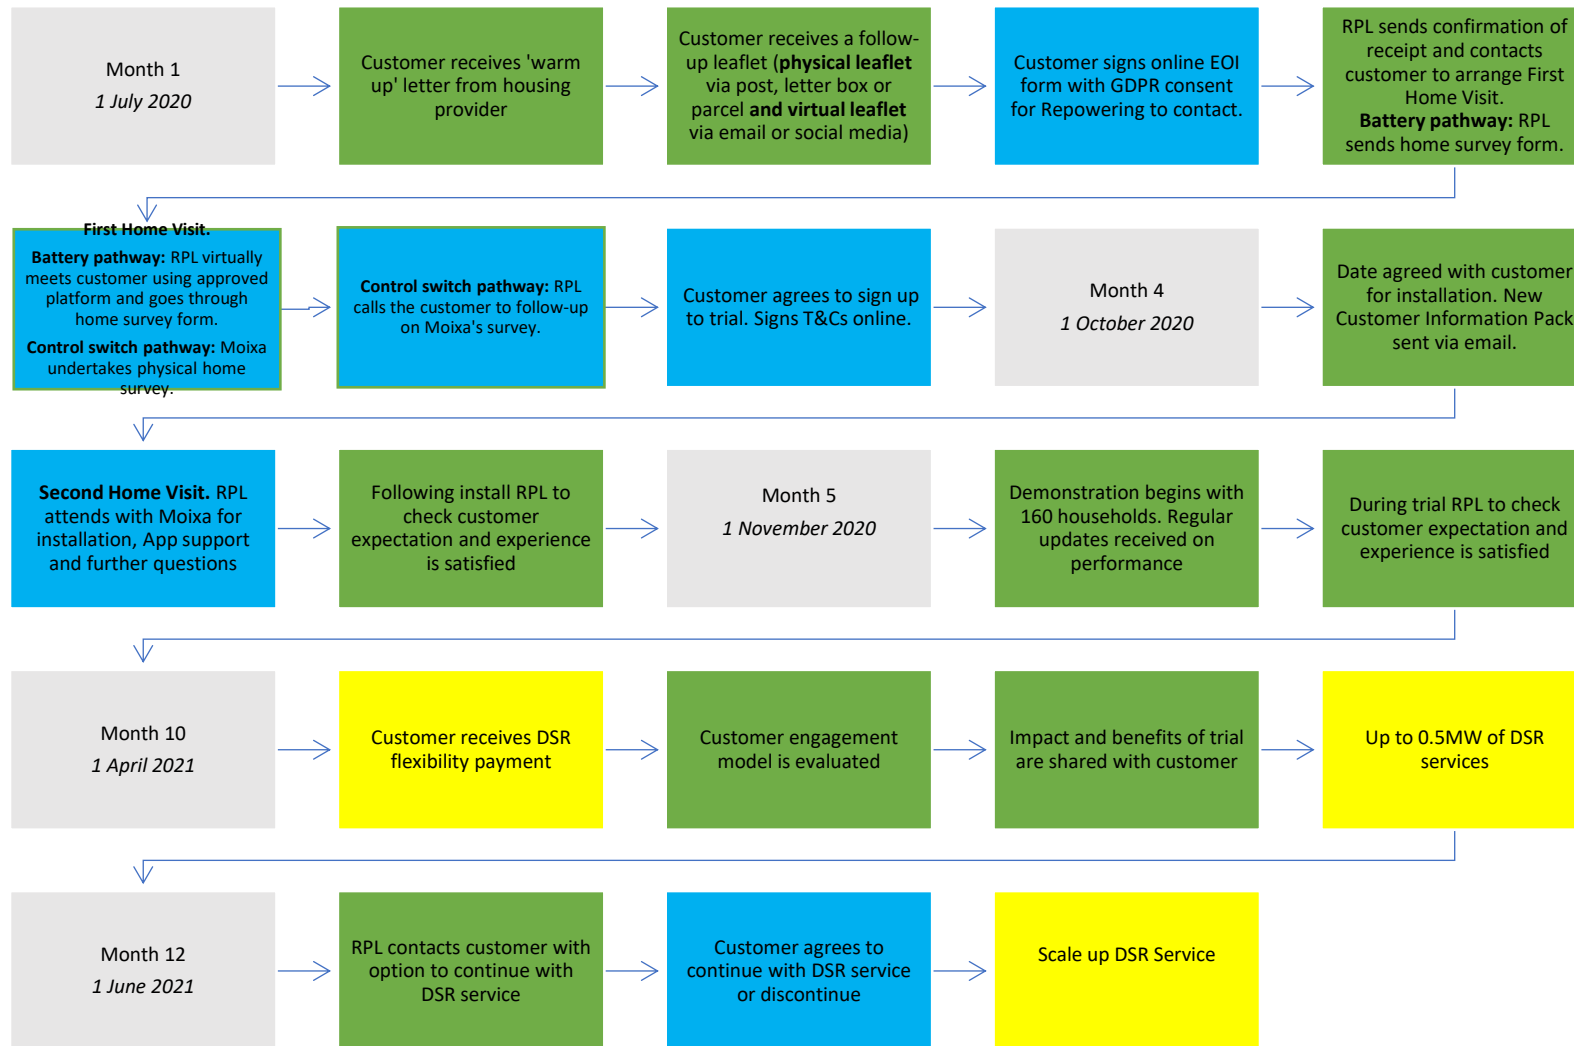 Month 1
1 July 2020
Customer receives 'warm
up' letter from housing
provider
Customer receives a follow-
up leaflet (physical leaflet
via post, letter box or
parcel and virtual leaflet
via email or social media)
Customer signs online EOI
form with GDPR consent
for Repowering to contact.
RPL sends confirmation of
receipt and contacts
customer to arrange First
Home Visit.
Battery pathway: RPL
sends home survey form.
First Home Visit.
Battery pathway: RPL virtually
meets customer using approved
platform and goes through
home survey form.
Control switch pathway: Moixa
undertakes physical home
survey.
Control switch pathway: RPL
calls the customer to follow-up
on Moixa's survey.
Customer agrees to sign up
to trial. Signs T&Cs online.
Month 4
1 October 2020
Date agreed with customer
for installation. New
Customer Information Pack
sent via email.
Second Home Visit. RPL
attends with Moixa for
installation, App support
and further questions
Following install RPL to
check customer
expectation and experience
is satisfied
Month 5
1 November 2020
Demonstration begins with
160 households. Regular
updates received on
performance
During trial RPL to check
customer expectation and
experience is satisfied
Month 10
1 April 2021
Customer receives DSR
flexibility payment
Customer engagement
model is evaluated
Impact and benefits of trial
are shared with customer
Up to 0.5MW of DSR
services
Month 12
1 June 2021
RPL contacts customer with
option to continue with
DSR service
Customer agrees to
continue with DSR service
or discontinue
Scale up DSR Service